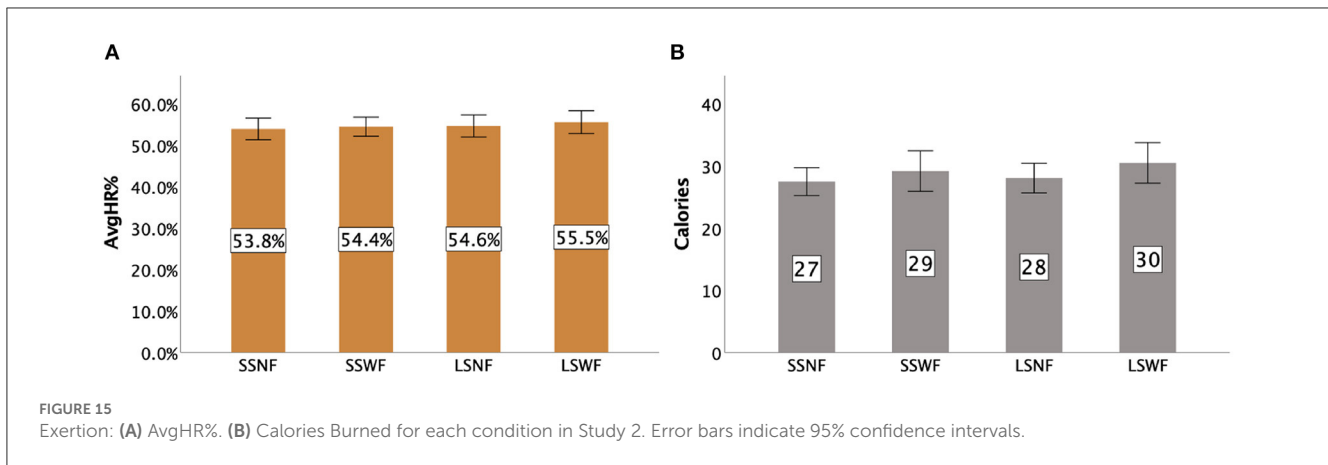 A
AvgHR%
60.0%
50.0%
40.0%
30.0%
20.0%
10.0%
0.0%
53.8%
54.4%
54.6%
55.5%
SSNF SSWF LSNF LSWF
B
Calories
40
30
20
10
0
27
29
28
30
SSNF SSWF LSNF LSWF
FIGURE 15
Exertion: (A) AvgHR%. (B) Calories Burned for each condition in Study 2. Error bars indicate 95% confidence intervals.